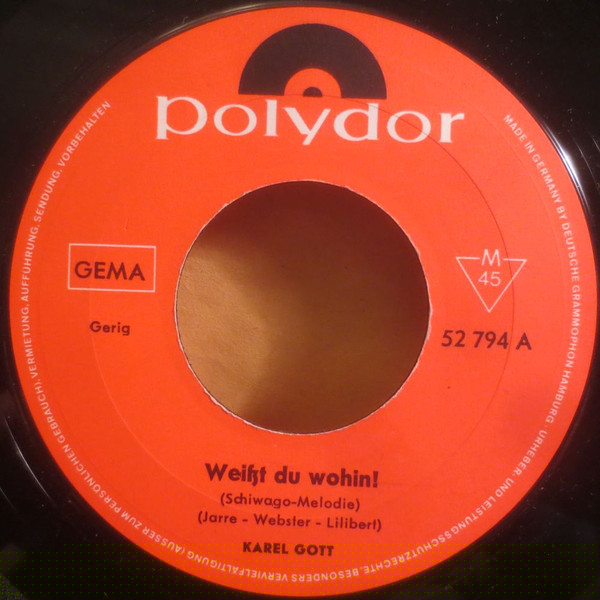 polydor
GEMA
M
45
Gerig
52 794 A
Weißt du wohin!
(Schiwago-Melodie)
(Jarre - Webster - Lilibert)
KAREL GOTT
MADE IN GERMANY BY DEUTSCHE GRAMMOPHON HAMBURG · URHEBER- UND LEISTUNGSSCHUTZRECHTE, BESONDERS VERVIELFÄLTIGUNG (AUSSER ZUM PERSÖNLICHEN GEBRAUCH), VERMIETUNG, AUFFÜHRUNG, SENDUNG, VORBEHALTEN